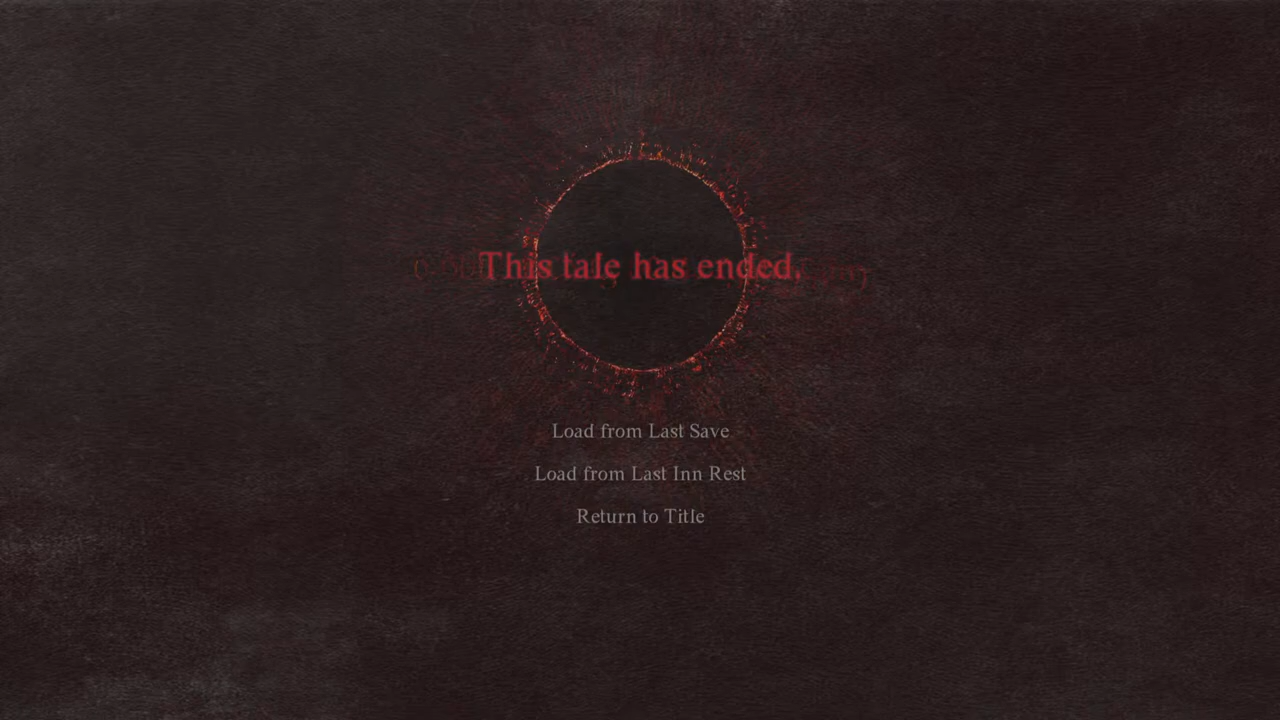 This tale has ended.
Load from Last Save
Load from Last Inn Rest
Return to Title